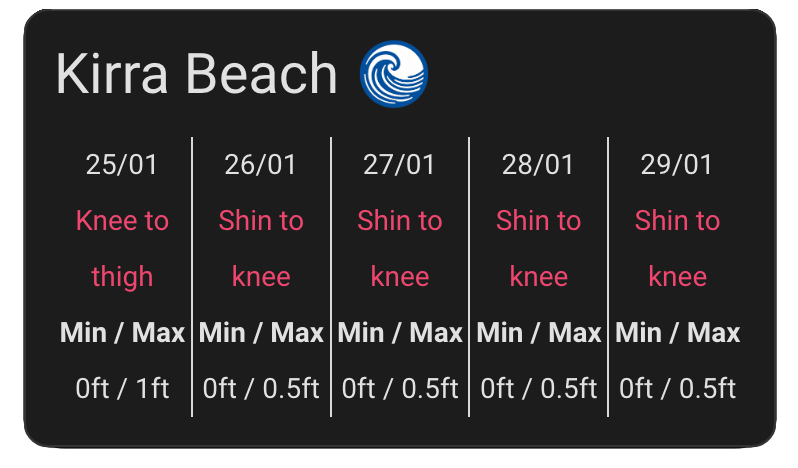 Kirra Beach
25/01
Knee to
thigh
Min / Max
0ft / 1ft
26/01
Shin to
knee
Min / Max
0ft / 0.5ft
27/01
Shin to
knee
Min / Max
0ft / 0.5ft
28/01
Shin to
knee
Min / Max
0ft / 0.5ft
29/01
Shin to
knee
Min / Max
0ft / 0.5ft